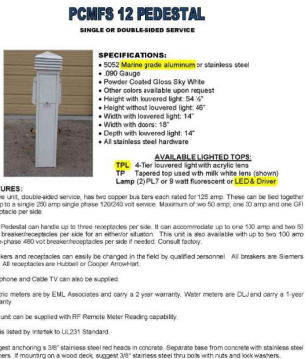 PCMFS 12 PEDESTAL
SINGLE OR DOUBLE-SIDED SERVICE
SPECIFICATIONS:
• 5052 Marine grade aluminum or stainless steel
• .090 Gauge
• Powder Coated Gloss Sky White
• Other colors available upon request
• Height with louvered light: 54 ½"
• Height without louvered light: 46"
• Width with louvered light: 14"
• Width with doors: 18"
• Depth with louvered light: 14"
• All stainless steel hardware
AVAILABLE LIGHTED TOPS:
TPL 4-Tier louvered light with acrylic lens
TP Tapered top used with milk white lens (shown)
Lamp (2) PL7 or 9 watt fluorescent or LED & Driver
URES:
ve unit, double-sided service, has two copper bus bars each rated for 125 amp. These can be tied together
up to a single 250 amp single phase 120/240 volt service. Maximum of two 50 amp; one 30 amp and one GFI
eptacle per side.
Pedestal can handle up to three receptacles per side. It can accommodate up to one 100 amp and two 50
breaker/receptacles per side for an either/or situation. This unit is also available with up to two 100 amp
e-phase 480 volt breaker/receptacles per side if needed. Consult factory.
akers and receptacles can easily be changed in the field by qualified personnel. All breakers are Siemens
All receptacles are Hubbell or Cooper Arrow-Hart.
phone and Cable TV can also be supplied.
tric meters are by EML Associates and carry a 2 year warranty. Water meters are DLJ and carry a 1-year
ranty.
unit can be supplied with RF Remote Meter Reading capability.
is listed by Intertek to UL231 Standard.
gest anchoring 3/8" stainless steel red heads in concrete. Separate base from concrete with stainless steel
hers. If mounting on a wood deck, suggest 3/8" stainless steel thru bolts with nuts and lock washers.